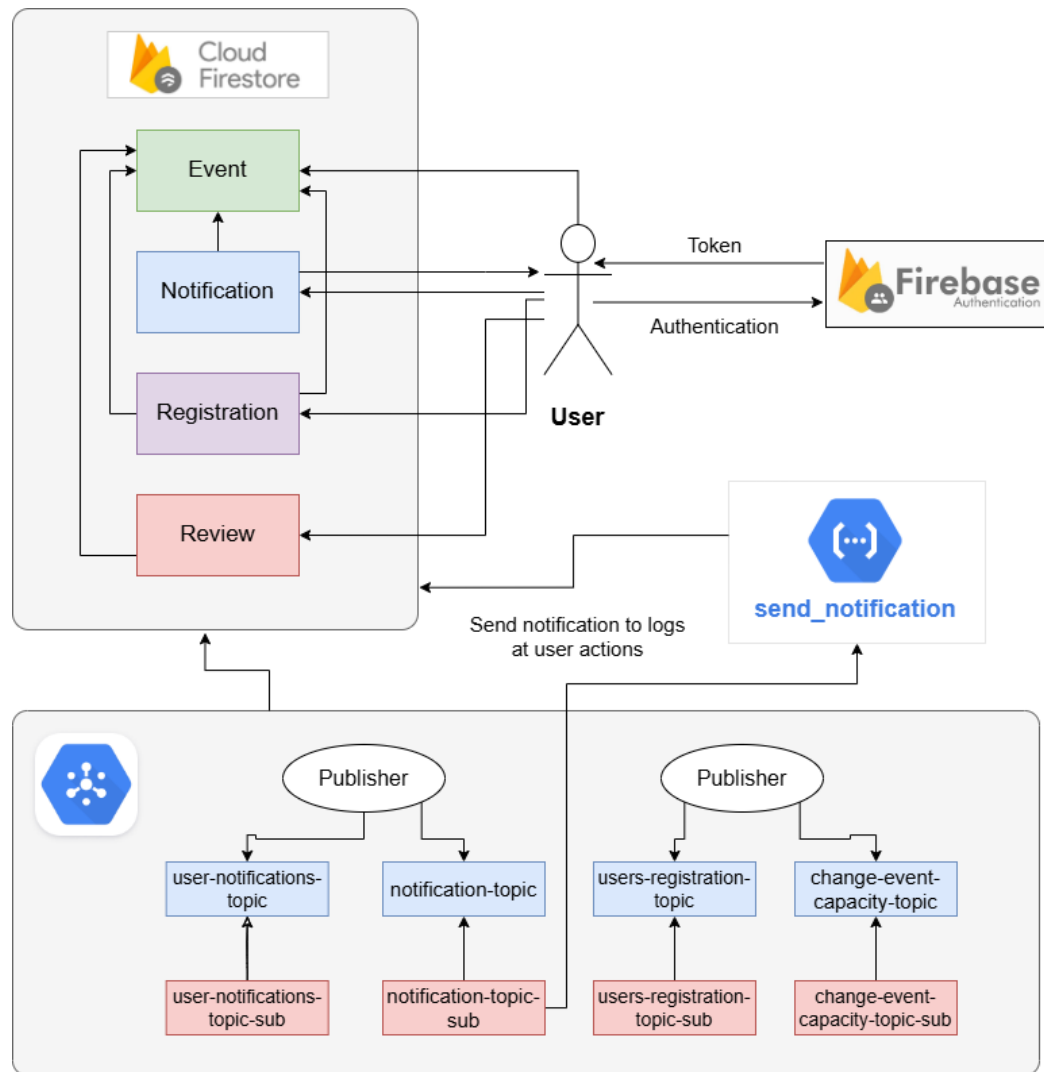 Cloud
Firestore
Event
Notification
Registration
Review
Token
Authentication
User
Firebase
Authentication
send_notification
Send notification to logs
at user actions
Publisher
Publisher
user-notifications-
topic
notification-topic
users-registration-
topic
change-event-
capacity-topic
user-notifications-
topic-sub
notification-topic-
sub
users-registration-
topic-sub
change-event-
capacity-topic-sub